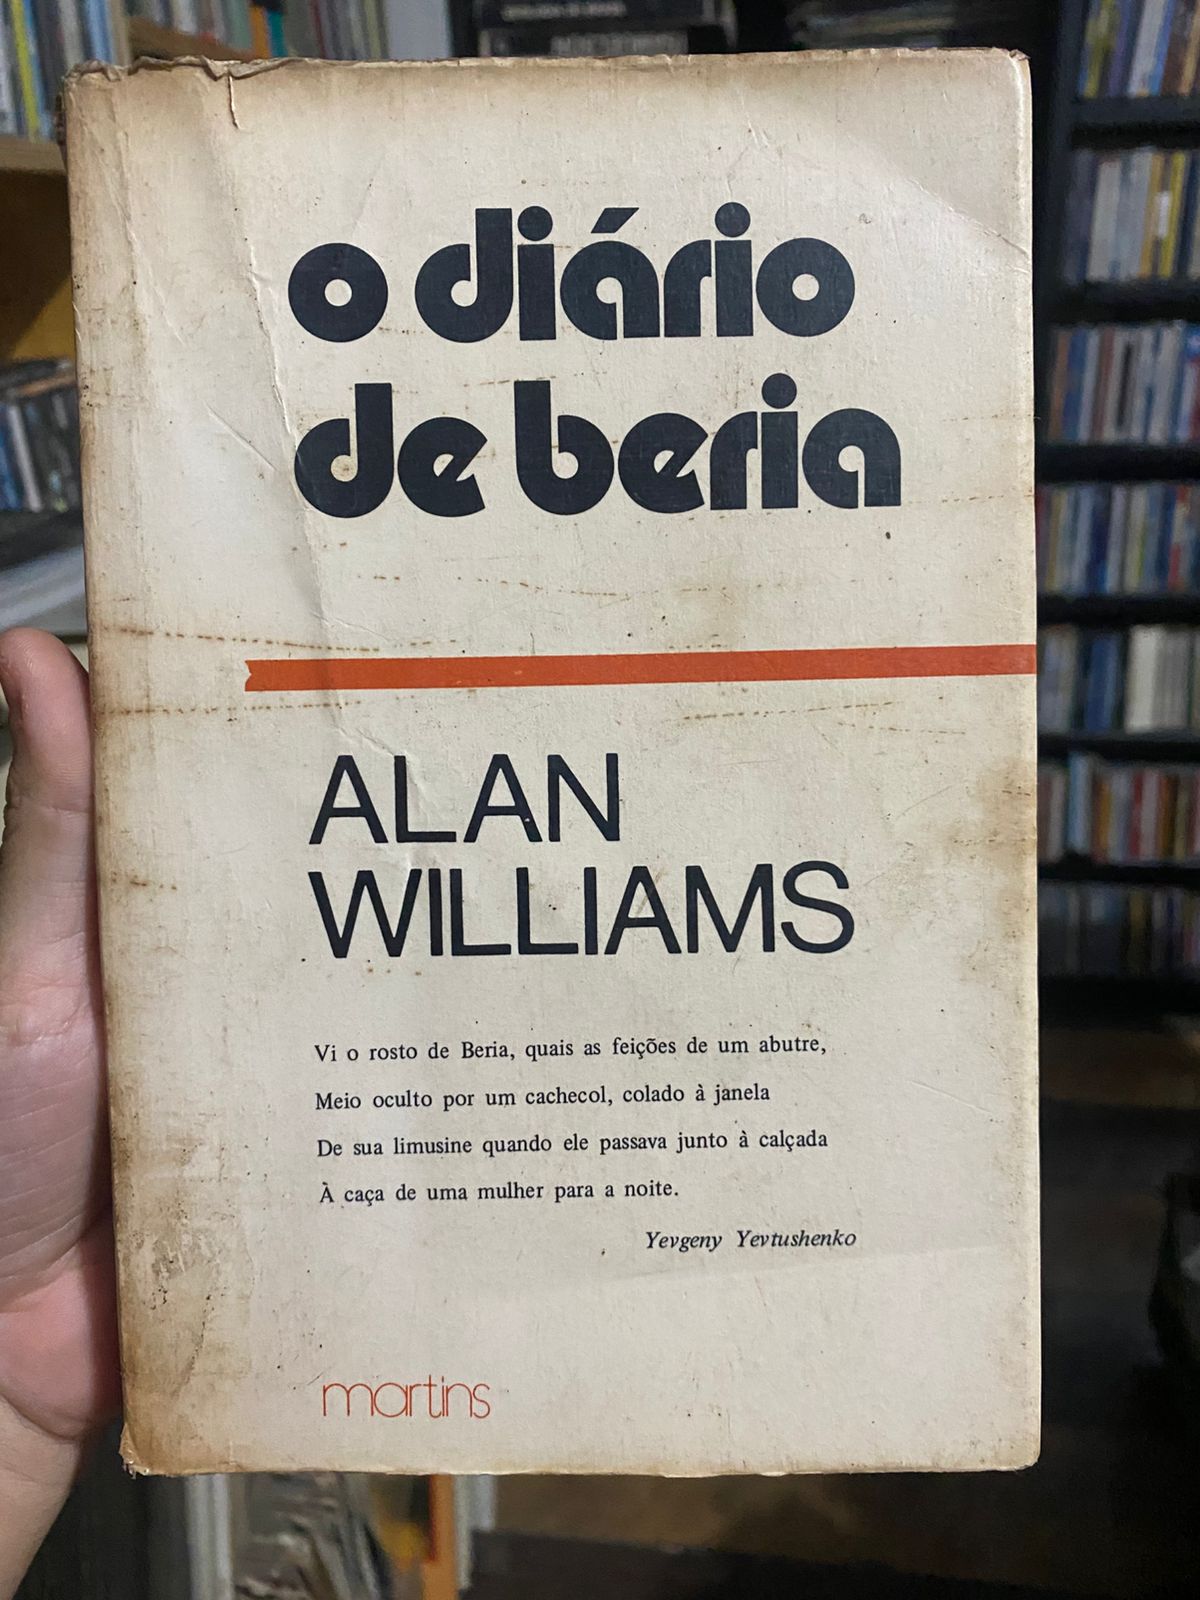 o diário
de beria
ALAN
WILLIAMS
Vi o rosto de Beria, quais as feições de um abutre,
Meio oculto por um cachecol, colado à janela
De sua limusine quando ele passava junto à calçada
À caça de uma mulher para a noite.
Yevgeny Yevtushenko
martins